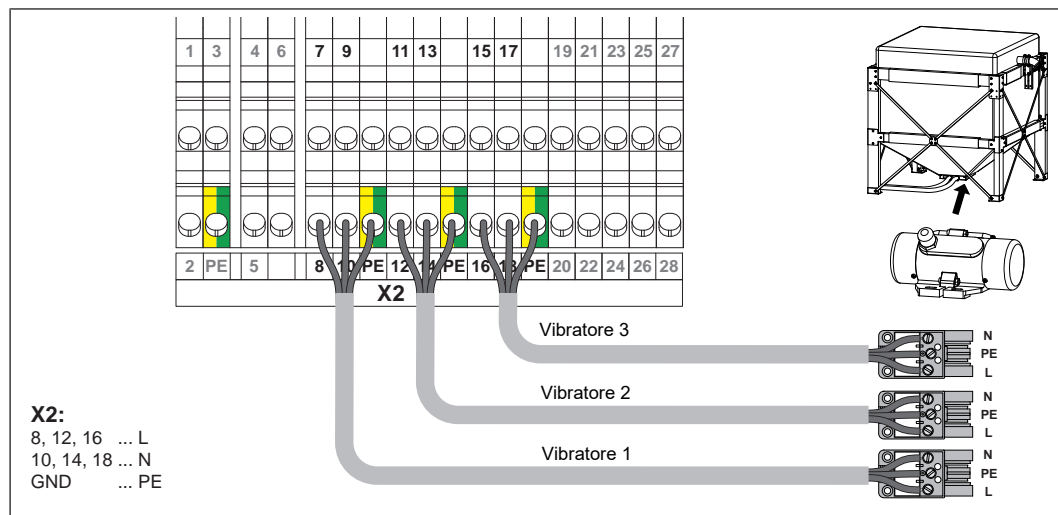 1 3 4 6 7 9 11 13 15 17 19 21 23 25 27
2 PE 5 8 10 PE 12 14 PE 16 18 PE 20 22 24 26 28
X2
Vibratore 3
N
PE
L
Vibratore 2
N
PE
L
Vibratore 1
N
PE
L
X2:
8, 12, 16 ... L
10, 14, 18 ... N
GND ... PE